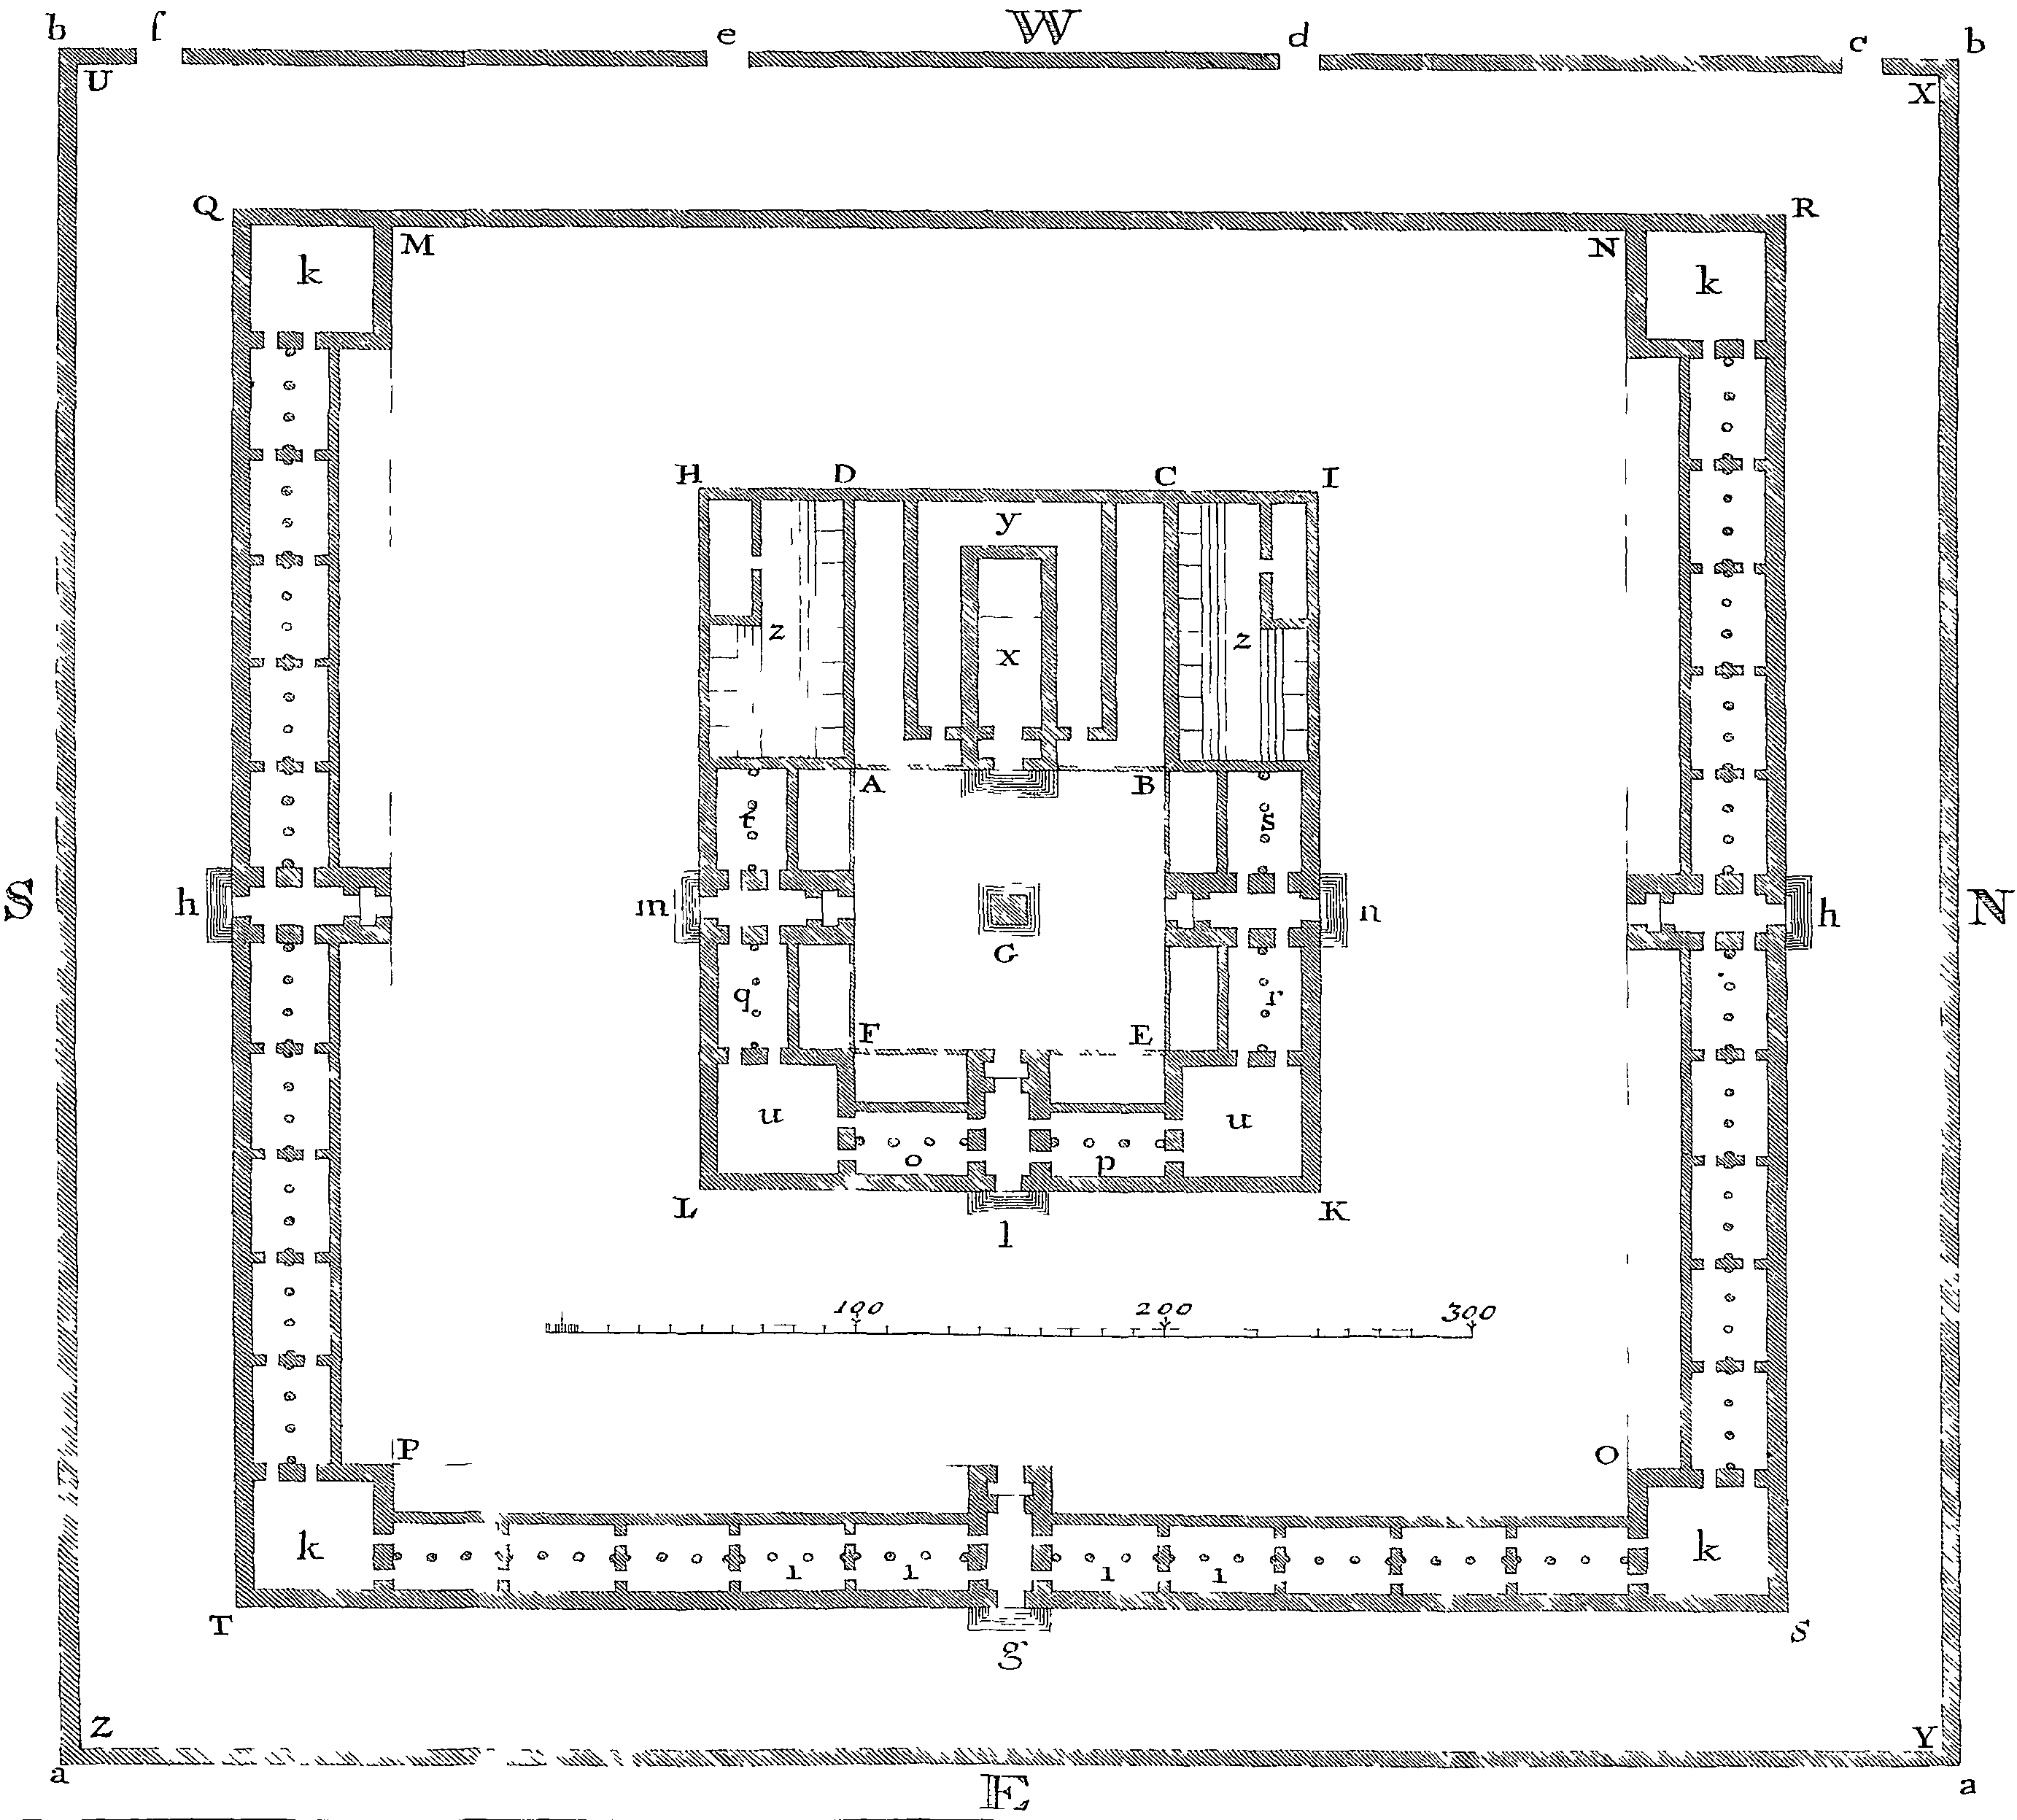 b ſ e W d c b
U X
Q R
M N
k k
H D C I
y
z x z
A B
t s
S h m n h N
G
q r
F E
u u
o p
L K
l
100 200 300
P O
k k
i i i i
T S
g
Z Y
a E a